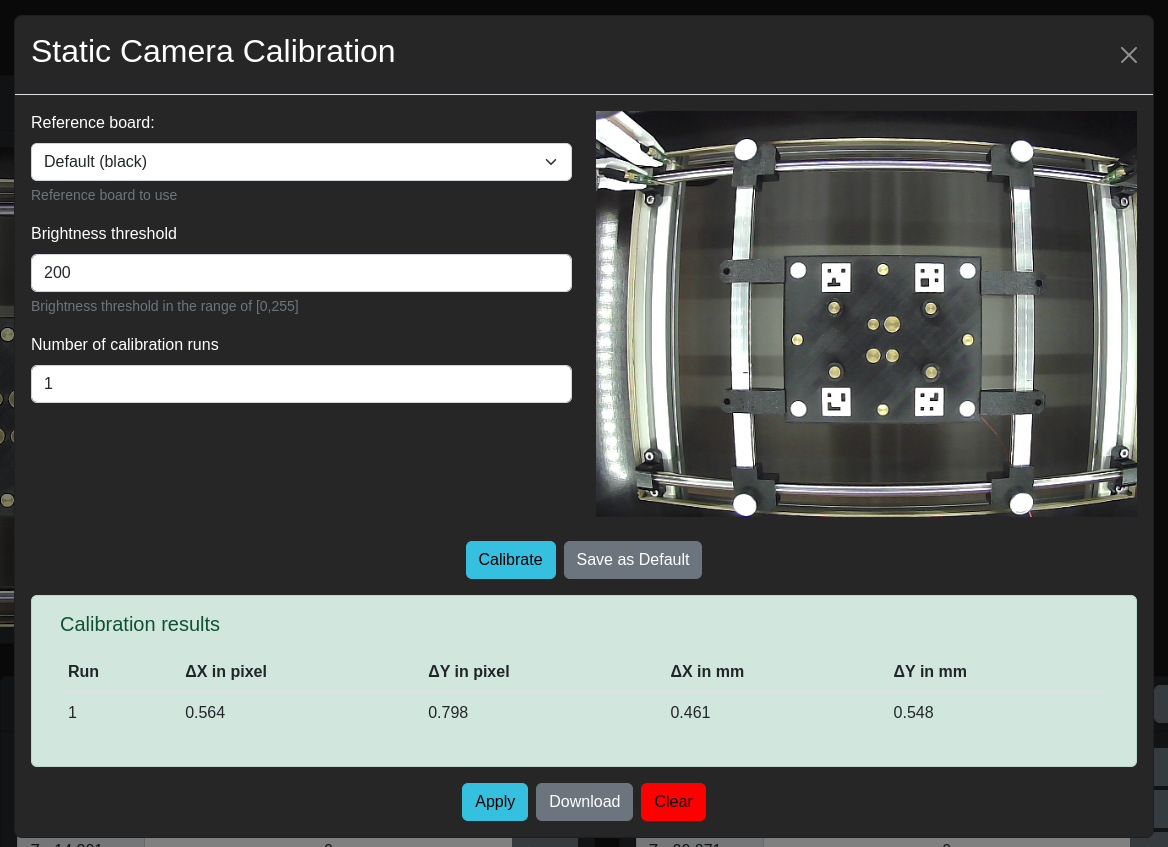 Static Camera Calibration
Reference board:
Default (black)
Reference board to use
Brightness threshold
200
Brightness threshold in the range of [0,255]
Number of calibration runs
1
Calibrate Save as Default
Calibration results
Run ΔX in pixel ΔY in pixel ΔX in mm ΔY in mm
1 0.564 0.798 0.461 0.548
Apply Download Clear